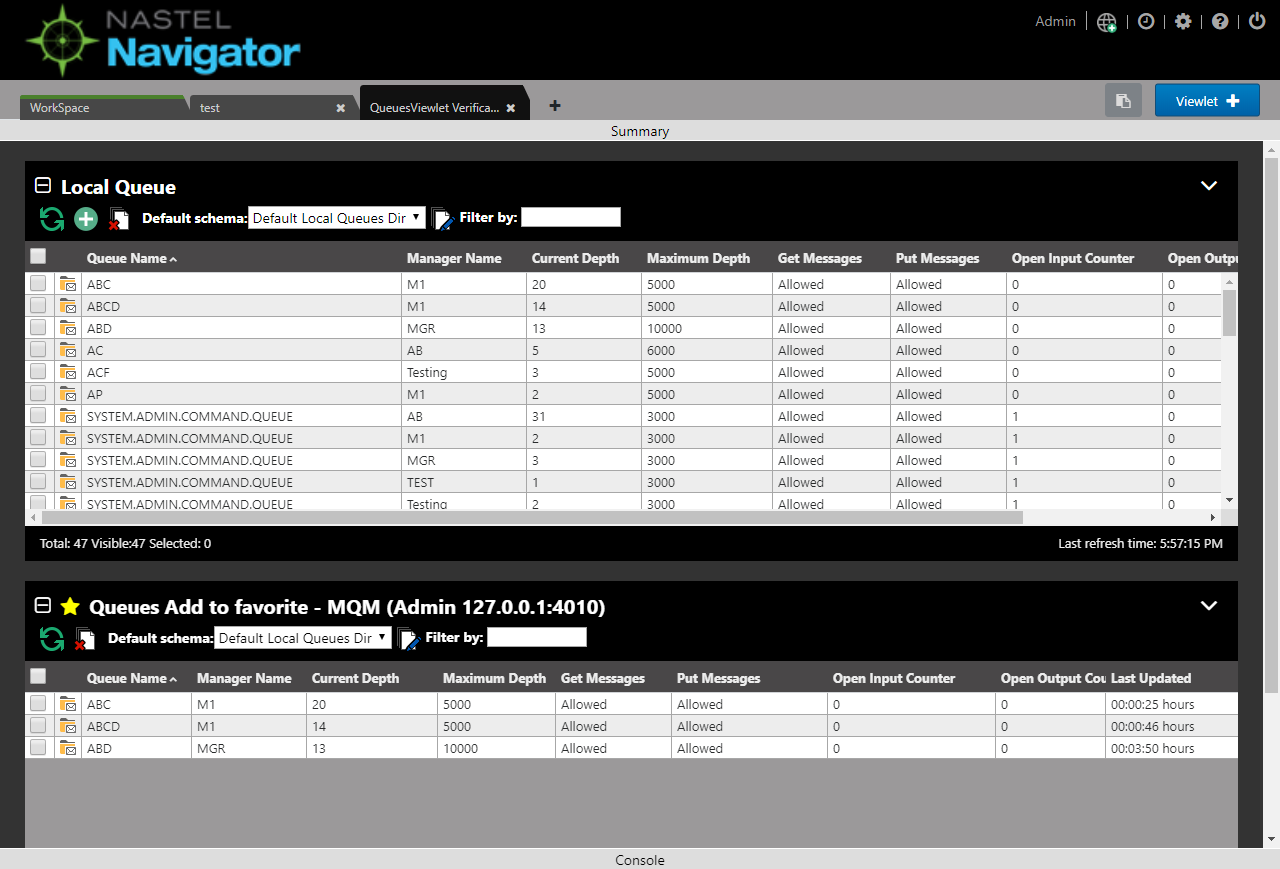 NASTEL
Navigator
Admin
WorkSpace test QueuesViewlet Verifica... Viewlet
Summary
Local Queue
Default schema: Default Local Queues Dir Filter by:
Queue Name Manager Name Current Depth Maximum Depth Get Messages Put Messages Open Input Counter Open Outpu
ABC M1 20 5000 Allowed Allowed 0 0
ABCD M1 14 5000 Allowed Allowed 0 0
ABD MGR 13 10000 Allowed Allowed 0 0
AC AB 5 6000 Allowed Allowed 0 0
ACF Testing 3 5000 Allowed Allowed 0 0
AP M1 2 5000 Allowed Allowed 0 0
SYSTEM.ADMIN.COMMAND.QUEUE AB 31 3000 Allowed Allowed 1 0
SYSTEM.ADMIN.COMMAND.QUEUE M1 2 3000 Allowed Allowed 1 0
SYSTEM.ADMIN.COMMAND.QUEUE MGR 3 3000 Allowed Allowed 1 0
SYSTEM.ADMIN.COMMAND.QUEUE TEST 1 3000 Allowed Allowed 1 0
SYSTEM.ADMIN.COMMAND.QUEUE Testing 2 3000 Allowed Allowed 1 0
Total: 47 Visible:47 Selected: 0 Last refresh time: 5:57:15 PM
Queues Add to favorite - MQM (Admin 127.0.0.1:4010)
Default schema: Default Local Queues Dir Filter by:
Queue Name Manager Name Current Depth Maximum Depth Get Messages Put Messages Open Input Counter Open Output Cou Last Updated
ABC M1 20 5000 Allowed Allowed 0 0 00:00:25 hours
ABCD M1 14 5000 Allowed Allowed 0 0 00:00:46 hours
ABD MGR 13 10000 Allowed Allowed 0 0 00:03:50 hours
Console